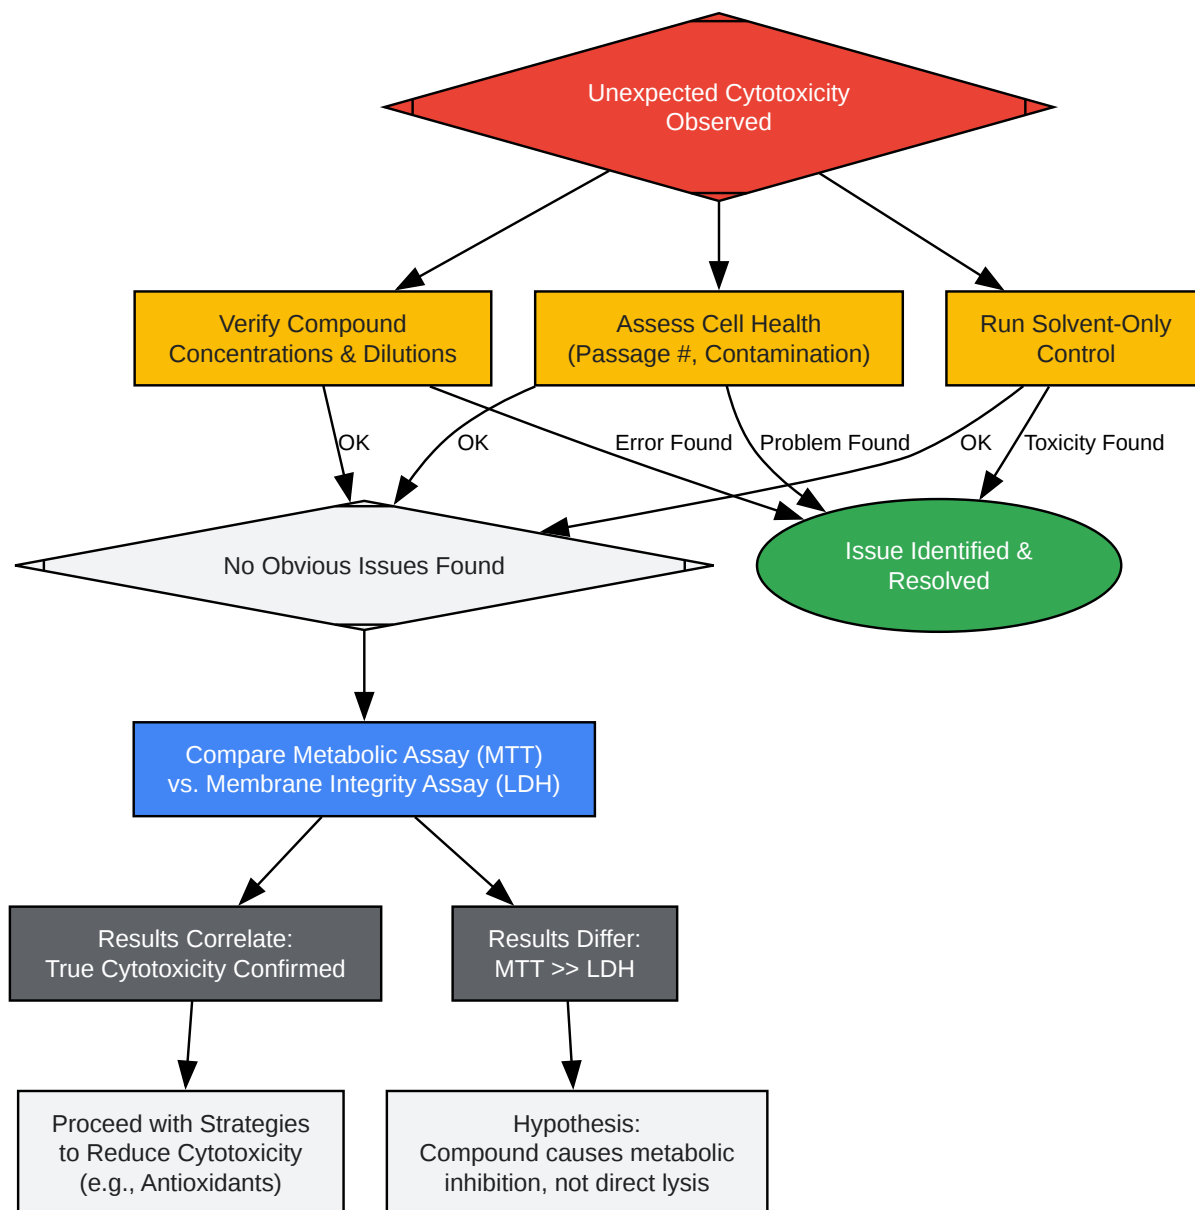 Unexpected Cytotoxicity
Observed
Verify Compound
Concentrations & Dilutions
Assess Cell Health
(Passage #, Contamination)
Run Solvent-Only
Control
OK
OK
Error Found
Problem Found
OK
Toxicity Found
No Obvious Issues Found
Issue Identified &
Resolved
Compare Metabolic Assay (MTT)
vs. Membrane Integrity Assay (LDH)
Results Correlate:
True Cytotoxicity Confirmed
Results Differ:
MTT >> LDH
Proceed with Strategies
to Reduce Cytotoxicity
(e.g., Antioxidants)
Hypothesis:
Compound causes metabolic
inhibition, not direct lysis